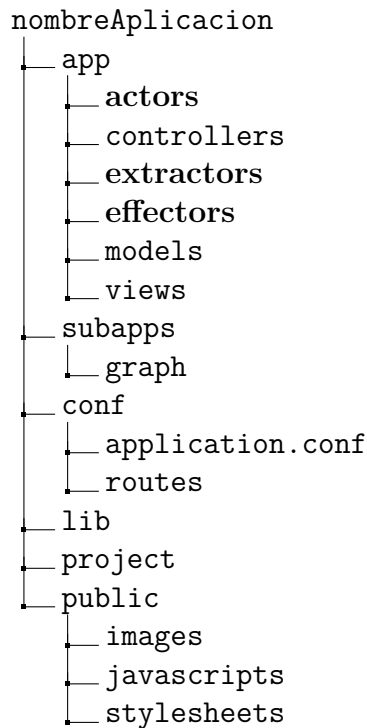 nombreAplicacion
app
actors
controllers
extractors
effectors
models
views
subapps
graph
conf
application.conf
routes
lib
project
public
images
javascripts
stylesheets